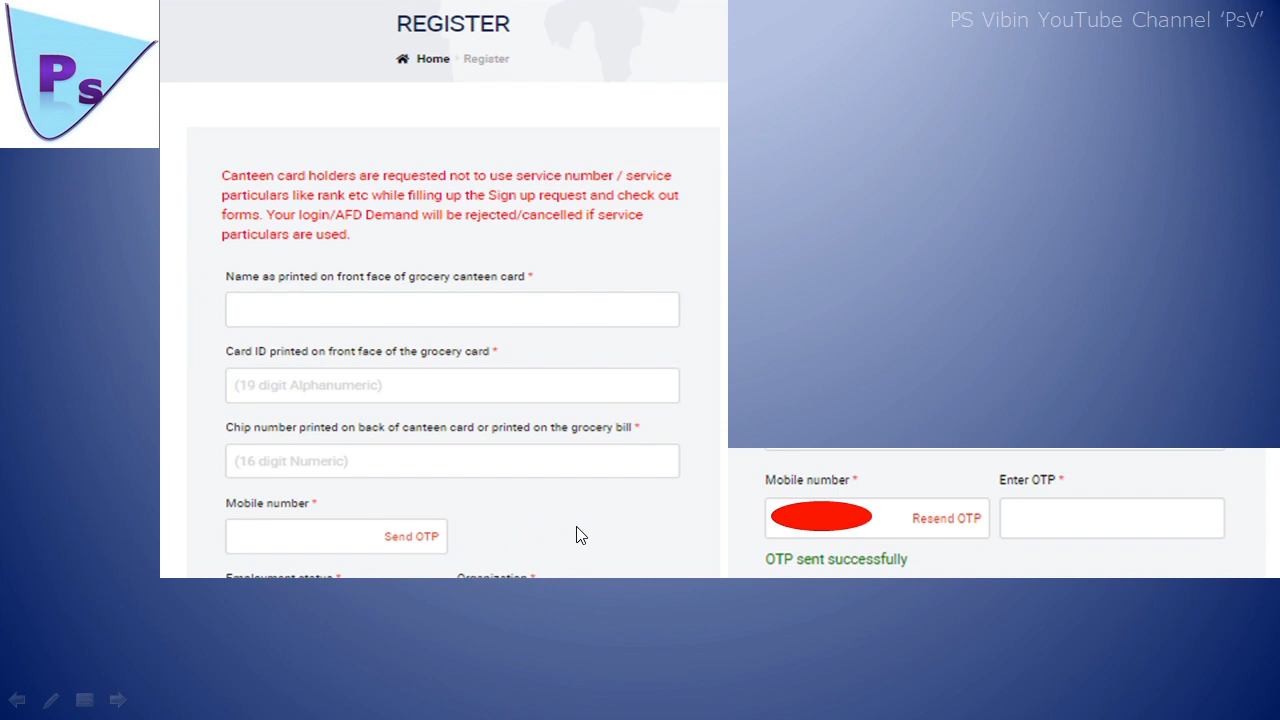 PS Vibin YouTube Channel ‘PsV’
Ps
REGISTER
Home Register
Canteen card holders are requested not to use service number / service
particulars like rank etc while filling up the Sign up request and check out
forms. Your login/AFD Demand will be rejected/cancelled if service
particulars are used.
Name as printed on front face of grocery canteen card *
Card ID printed on front face of the grocery card *
(19 digit Alphanumeric)
Chip number printed on back of canteen card or printed on the grocery bill *
(16 digit Numeric)
Mobile number *
Send OTP
Employment status * Organization *
Mobile number * Enter OTP *
Resend OTP
OTP sent successfully